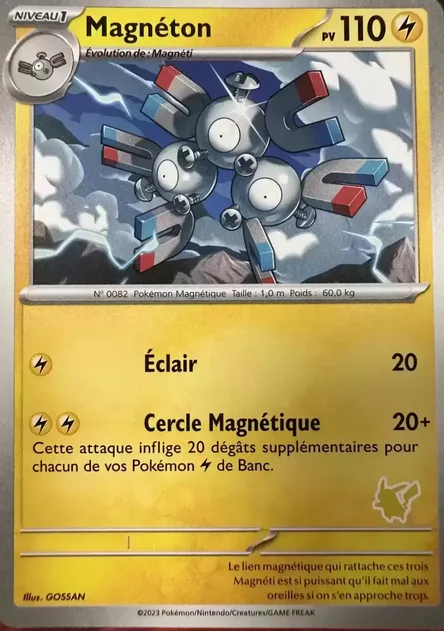 NIVEAU 1
Magnéton
PV 110
Évolution de : Magnéti
N° 0082 Pokémon Magnétique Taille : 1,0 m Poids : 60,0 kg
Éclair 20
Cercle Magnétique 20+
Cette attaque inflige 20 dégâts supplémentaires pour
chacun de vos Pokémon de Banc.
Le lien magnétique qui rattache ces trois
Magnéti est si puissant qu'il fait mal aux
oreilles si on s'en approche trop.
Illus. GOSSAN
©2023 Pokémon/Nintendo/Creatures/GAME FREAK